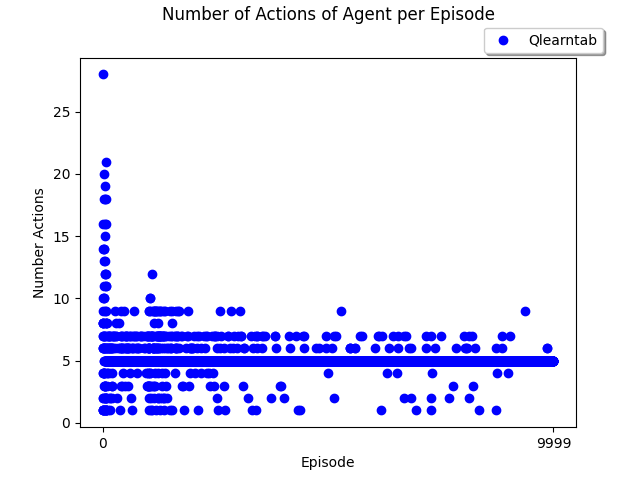 Number of Actions of Agent per Episode
Qlearntab
25
20
15
10
5
0
Number Actions
0
9999
Episode